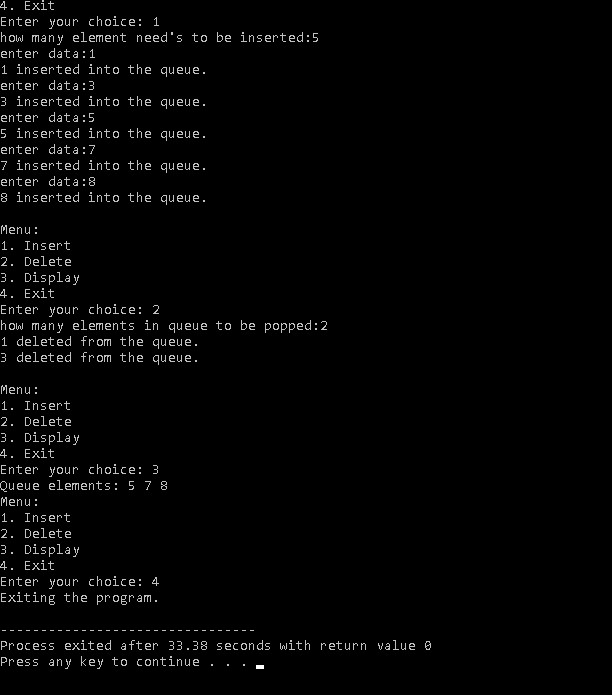 4. Exit
Enter your choice: 1
how many element need's to be inserted:5
enter data:1
1 inserted into the queue.
enter data:3
3 inserted into the queue.
enter data:5
5 inserted into the queue.
enter data:7
7 inserted into the queue.
enter data:8
8 inserted into the queue.
Menu:
1. Insert
2. Delete
3. Display
4. Exit
Enter your choice: 2
how many elements in queue to be popped:2
1 deleted from the queue.
3 deleted from the queue.
Menu:
1. Insert
2. Delete
3. Display
4. Exit
Enter your choice: 3
Queue elements: 5 7 8
Menu:
1. Insert
2. Delete
3. Display
4. Exit
Enter your choice: 4
Exiting the program.
--------------------------------
Process exited after 33.38 seconds with return value 0
Press any key to continue . . .